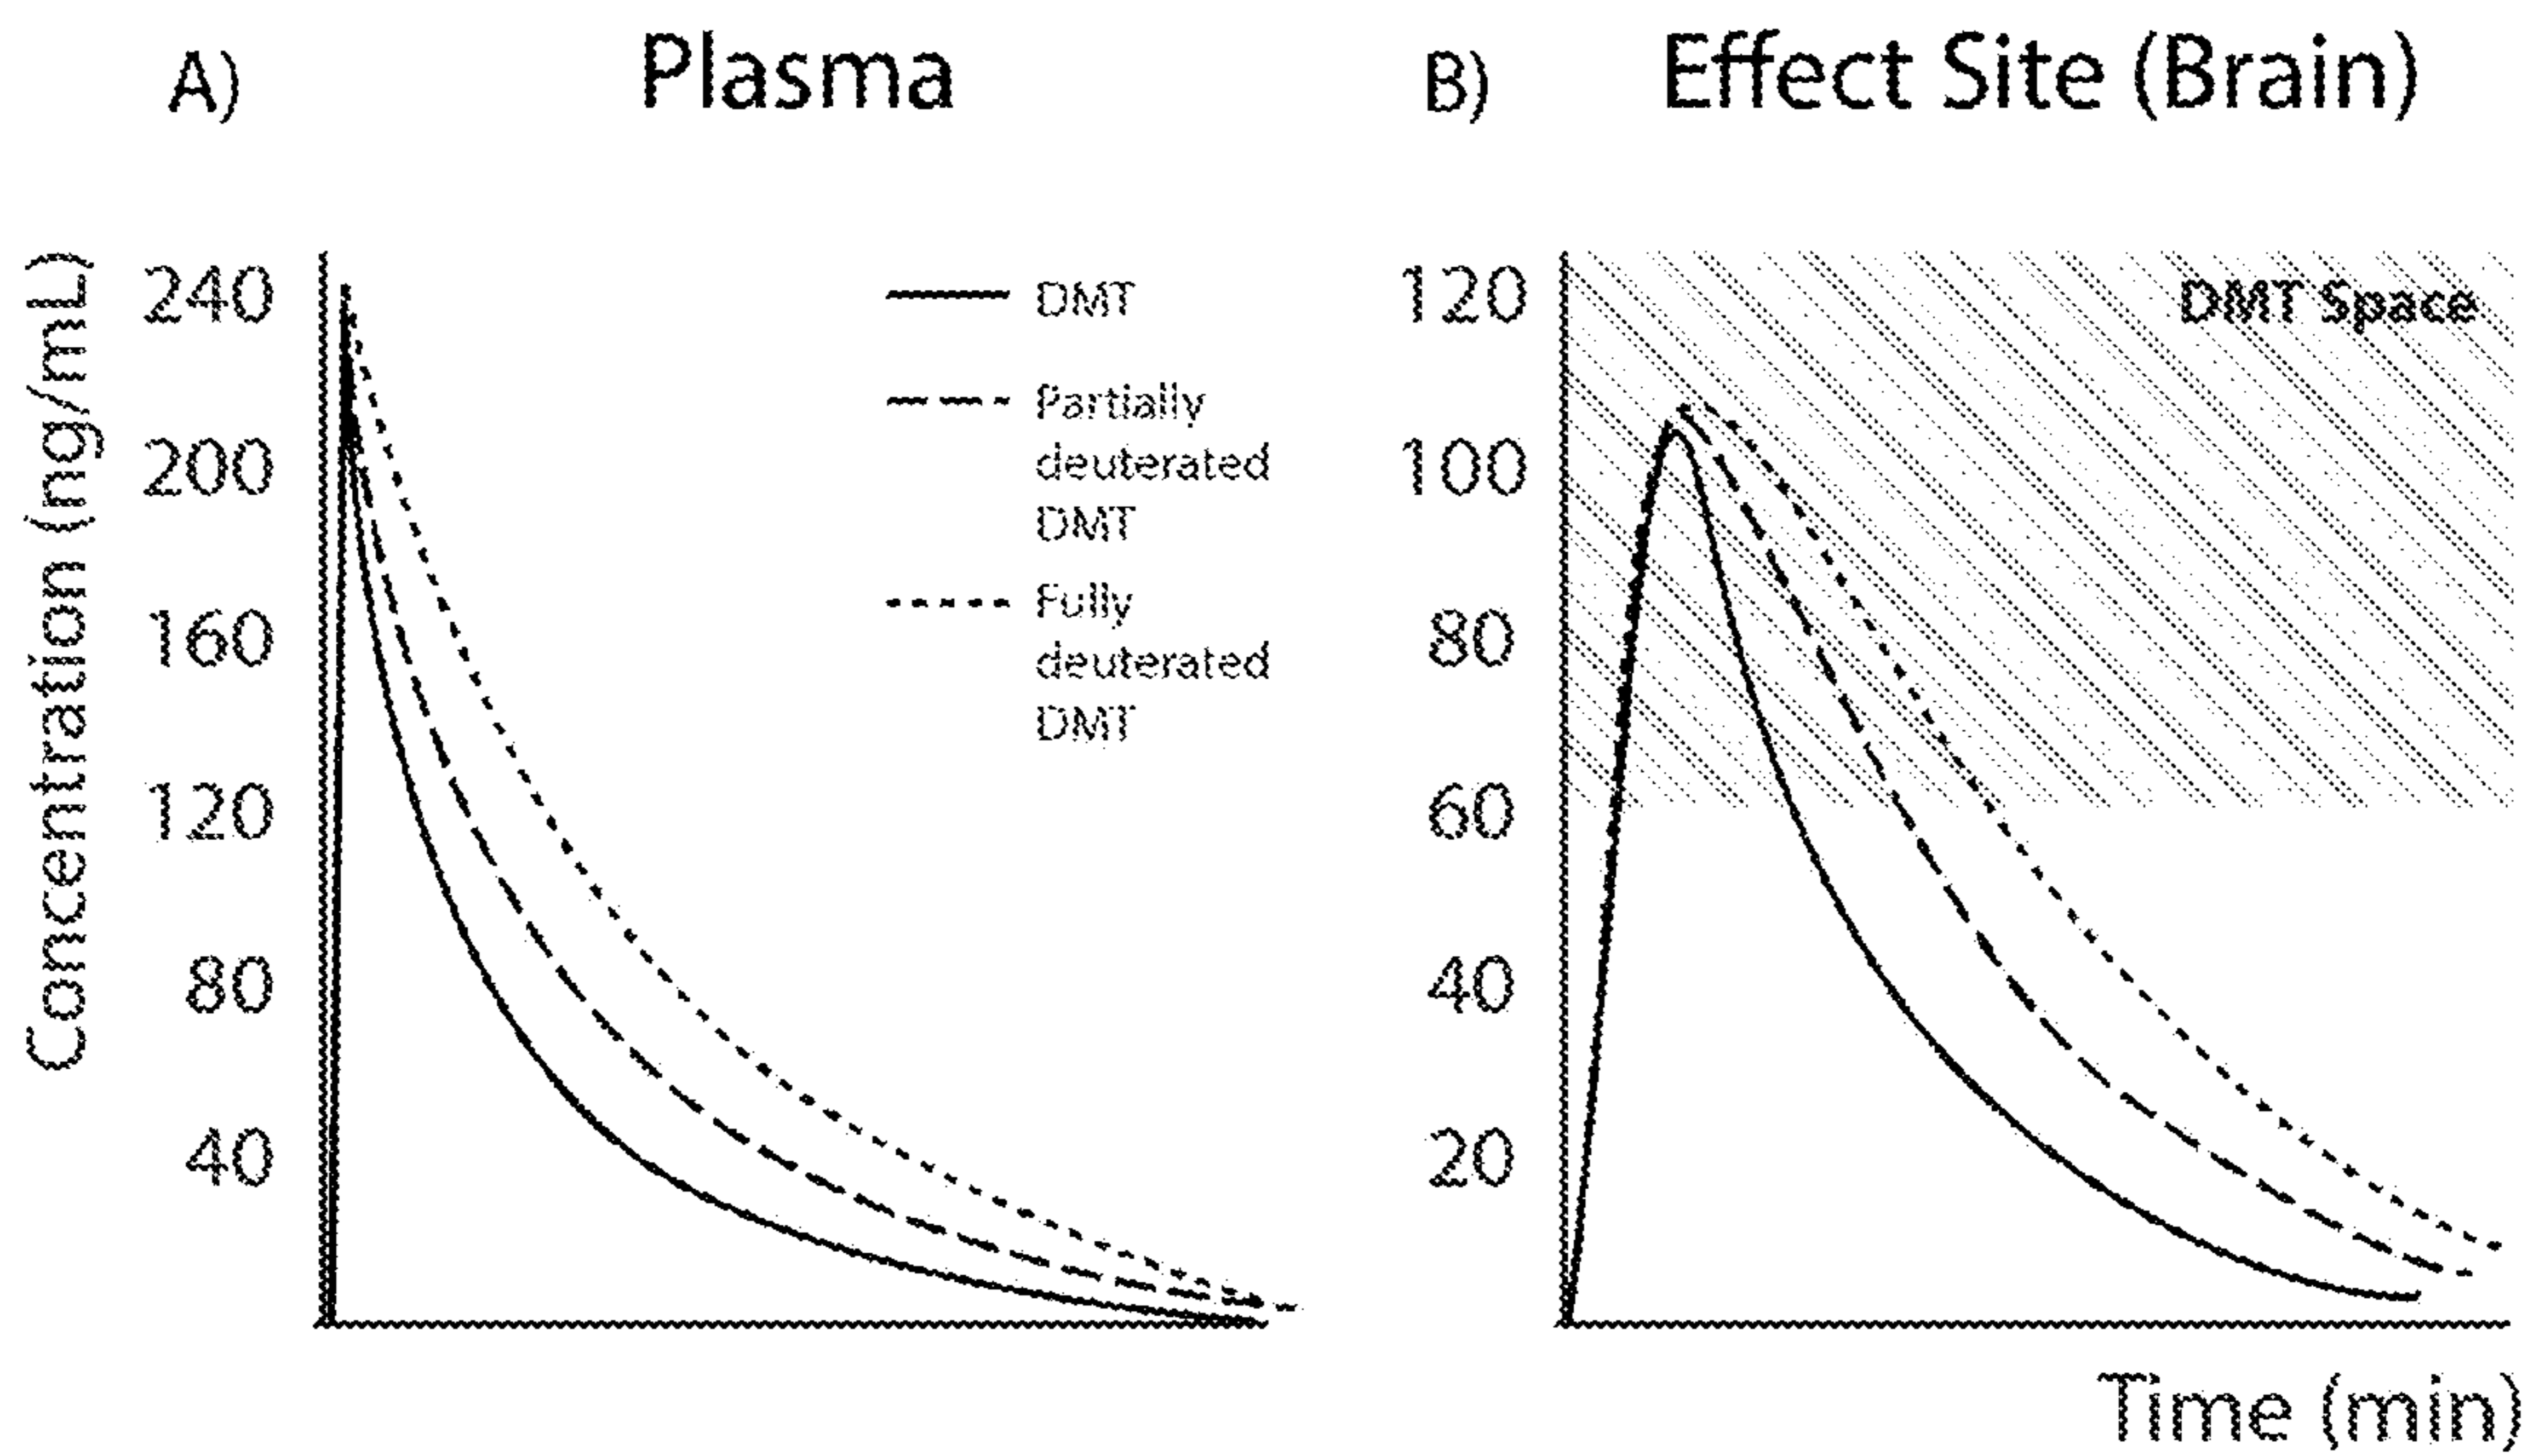 A)
Plasma
Concentration (ng/mL)
240
200
160
120
80
40
DMT
Partially
deuterated
DMT
Fully
deuterated
DMT
B)
Effect Site (Brain)
120
100
80
60
40
20
DMT Space
Time (min)